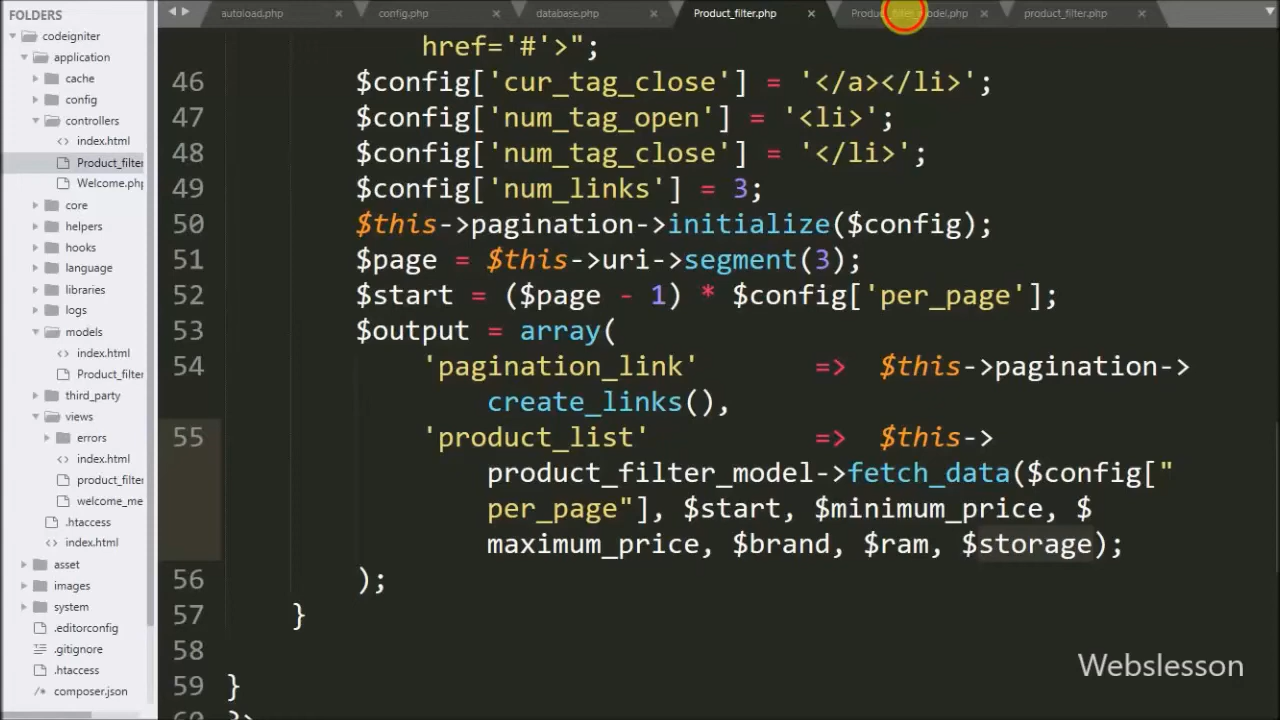 FOLDERS
codeigniter
application
cache
config
controllers
index.html
Product_filter
Welcome.php
core
helpers
hooks
language
libraries
logs
models
index.html
Product_filter
third_party
views
errors
index.html
product_filter
welcome_me
.htaccess
index.html
asset
images
system
.editorconfig
.gitignore
.htaccess
composer.json
autoload.php
config.php
database.php
Product_filter.php
Product_filter_model.php
product_filter.php
href='#'>";
46 $config['cur_tag_close'] = '</a></li>';
47 $config['num_tag_open'] = '<li>';
48 $config['num_tag_close'] = '</li>';
49 $config['num_links'] = 3;
50 $this->pagination->initialize($config);
51 $page = $this->uri->segment(3);
52 $start = ($page - 1) * $config['per_page'];
53 $output = array(
54 'pagination_link' => $this->pagination->
create_links(),
55 'product_list' => $this->
product_filter_model->fetch_data($config["
per_page"], $start, $minimum_price, $
maximum_price, $brand, $ram, $storage);
56 );
57 }
58
59 }
Webslesson